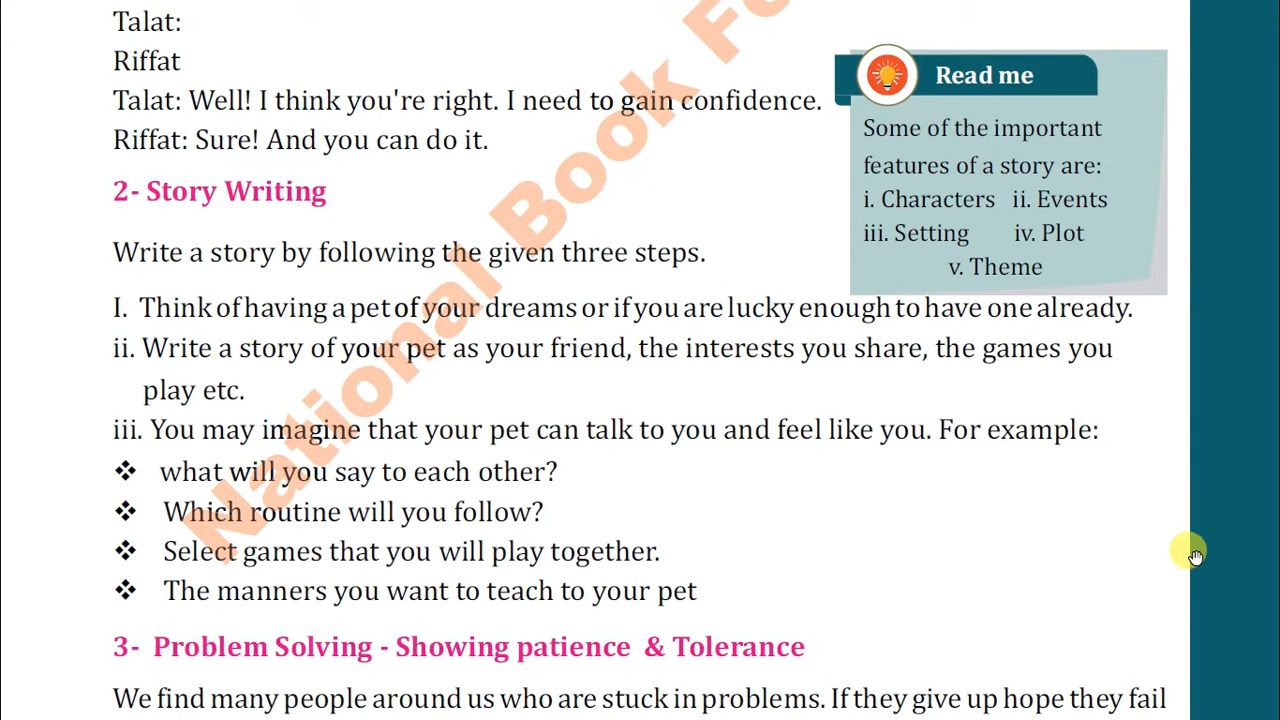 Talat:
Riffat
Talat: Well! I think you're right. I need to gain confidence.
Riffat: Sure! And you can do it.
Read me
Some of the important
features of a story are:
i. Characters ii. Events
iii. Setting iv. Plot
v. Theme
2- Story Writing
Write a story by following the given three steps.
I. Think of having a pet of your dreams or if you are lucky enough to have one already.
ii. Write a story of your pet as your friend, the interests you share, the games you
play etc.
iii. You may imagine that your pet can talk to you and feel like you. For example:
❖ what will you say to each other?
❖ Which routine will you follow?
❖ Select games that you will play together.
❖ The manners you want to teach to your pet
3- Problem Solving - Showing patience & Tolerance
We find many people around us who are stuck in problems. If they give up hope they fail
National Book Fo